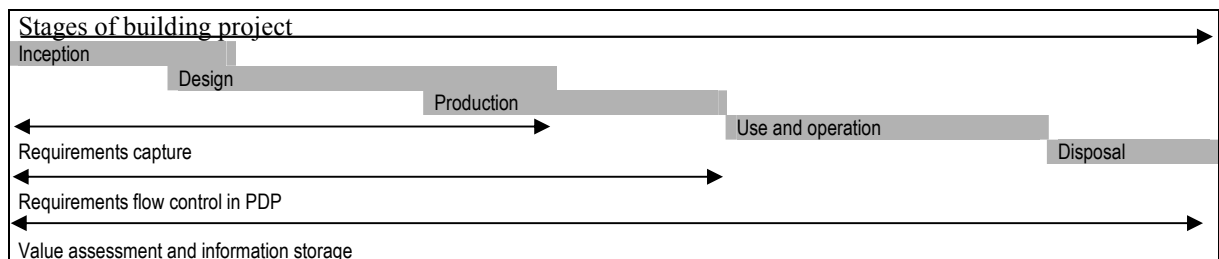 Stages of building project
Inception
Design
Production
Use and operation
Requirements capture
Disposal
Requirements flow control in PDP
Value assessment and information storage